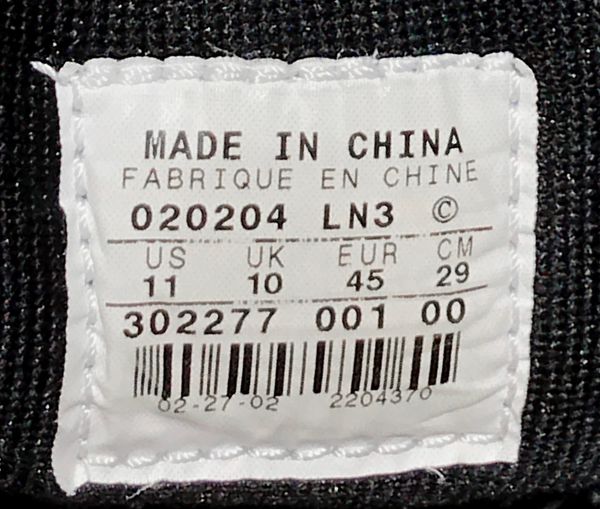 MADE IN CHINA
FABRIQUE EN CHINE
020204 LN3 ©
US UK EUR CM
11 10 45 29
302277 001 00
02-27-02 2204370